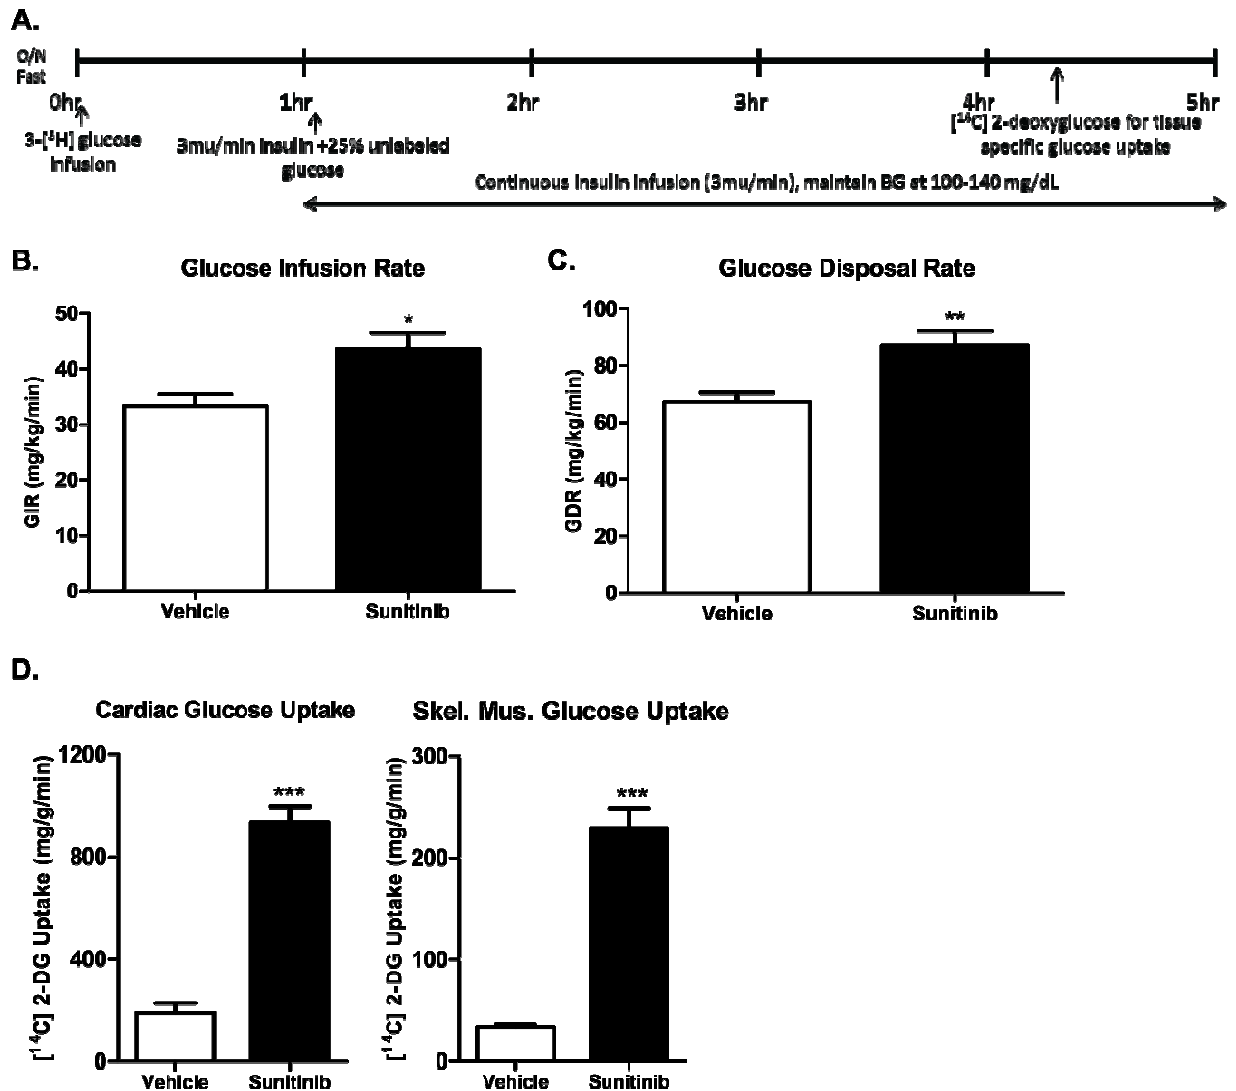 A.
O/N
Fast
0hr
1hr
2hr
3hr
4hr
5hr
3-[³H] glucose
infusion
3mu/min insulin +25% unlabeled
glucose
[¹⁴C] 2-deoxyglucose for tissue
specific glucose uptake
Continuous insulin infusion (3mu/min), maintain BG at 100-140 mg/dL
B.
Glucose Infusion Rate
GIR (mg/kg/min)
50
40
30
20
10
0
*
Vehicle
Sunitinib
C.
Glucose Disposal Rate
GDR (mg/kg/min)
100
80
60
40
20
0
**
Vehicle
Sunitinib
D.
Cardiac Glucose Uptake
[¹⁴C] 2-DG Uptake (mg/g/min)
1200
800
400
0
***
Vehicle
Sunitinib
Skel. Mus. Glucose Uptake
[¹⁴C] 2-DG Uptake (mg/g/min)
300
200
100
0
***
Vehicle
Sunitinib